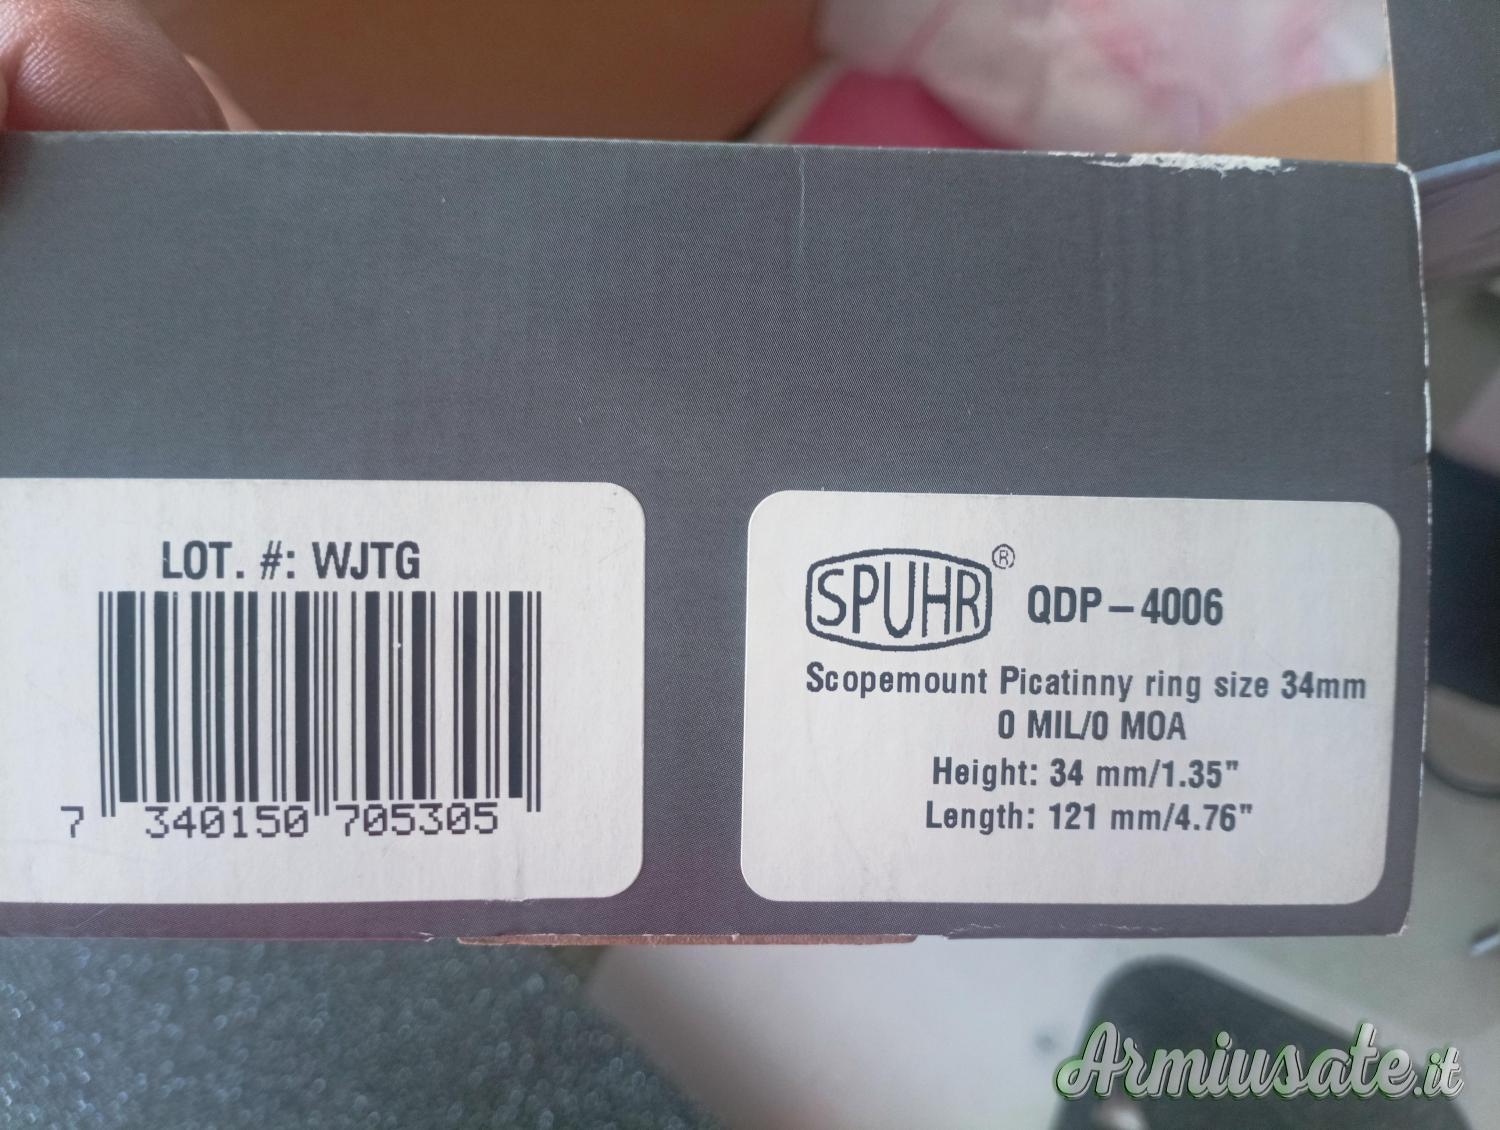 LOT. #: WJTG
7 340150 705305
SPUHR® QDP-4006
Scopemount Picatinny ring size 34mm
0 MIL/0 MOA
Height: 34 mm/1.35"
Length: 121 mm/4.76"
Armiusate.it